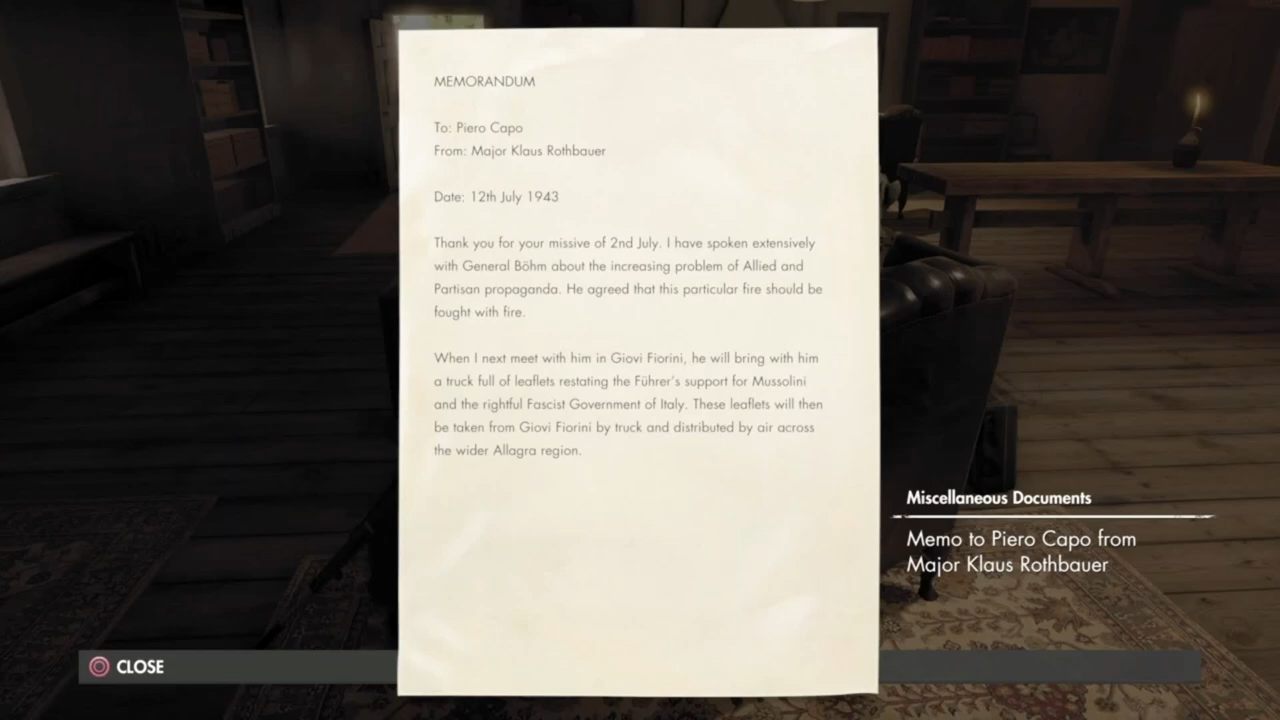 MEMORANDUM
To: Piero Capo
From: Major Klaus Rothbauer
Date: 12th July 1943
Thank you for your missive of 2nd July. I have spoken extensively
with General Böhm about the increasing problem of Allied and
Partisan propaganda. He agreed that this particular fire should be
fought with fire.
When I next meet with him in Giovi Fiorini, he will bring with him
a truck full of leaflets restating the Führer's support for Mussolini
and the rightful Fascist Government of Italy. These leaflets will then
be taken from Giovi Fiorini by truck and distributed by air across
the wider Allagra region.
Miscellaneous Documents
Memo to Piero Capo from
Major Klaus Rothbauer
CLOSE